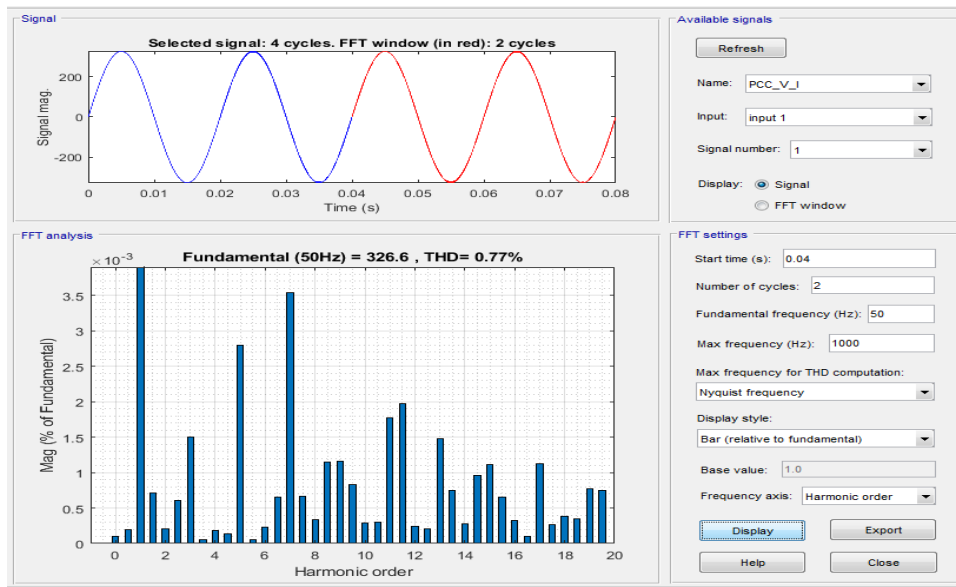 Signal
Selected signal: 4 cycles. FFT window (in red): 2 cycles
Signal mag.
200
0
-200
0 0.01 0.02 0.03 0.04 0.05 0.06 0.07 0.08
Time (s)
FFT analysis
×10-3
Fundamental (50Hz) = 326.6 , THD= 0.77%
Mag (% of Fundamental)
3.5
3
2.5
2
1.5
1
0.5
0
0 2 4 6 8 10 12 14 16 18 20
Harmonic order
Available signals
Refresh
Name: PCC_V_I
Input: input 1
Signal number: 1
Display: Signal
FFT window
FFT settings
Start time (s): 0.04
Number of cycles: 2
Fundamental frequency (Hz): 50
Max frequency (Hz): 1000
Max frequency for THD computation:
Nyquist frequency
Display style:
Bar (relative to fundamental)
Base value: 1.0
Frequency axis: Harmonic order
Display Export
Help Close